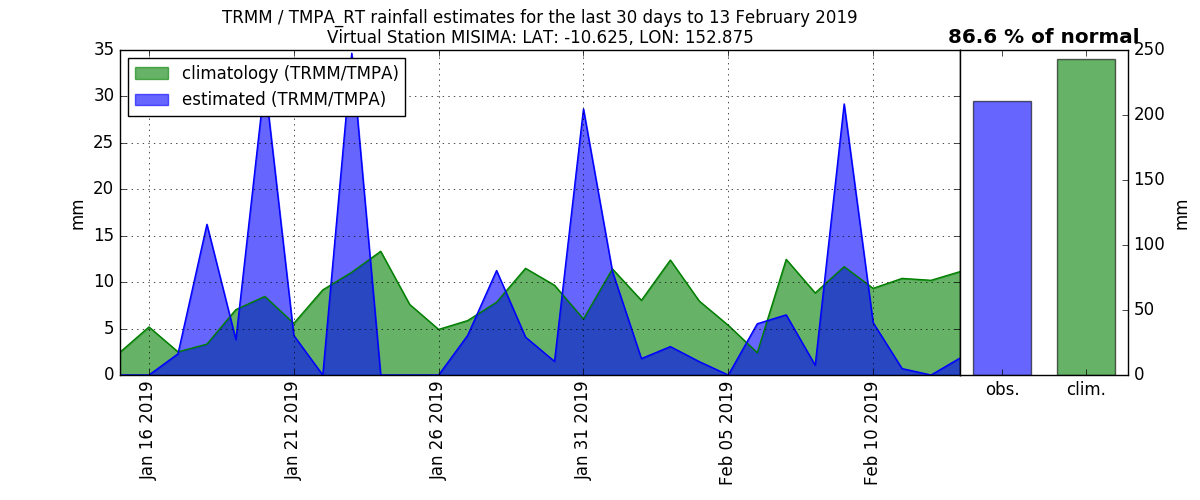 TRMM / TMPA_RT rainfall estimates for the last 30 days to 13 February 2019
Virtual Station MISIMA: LAT: -10.625, LON: 152.875
86.6 % of normal
climatology (TRMM/TMPA)
estimated (TRMM/TMPA)
mm
35
30
25
20
15
10
5
0
Jan 16 2019
Jan 21 2019
Jan 26 2019
Jan 31 2019
Feb 05 2019
Feb 10 2019
obs.
clim.
250
200
150
100
50
0
mm